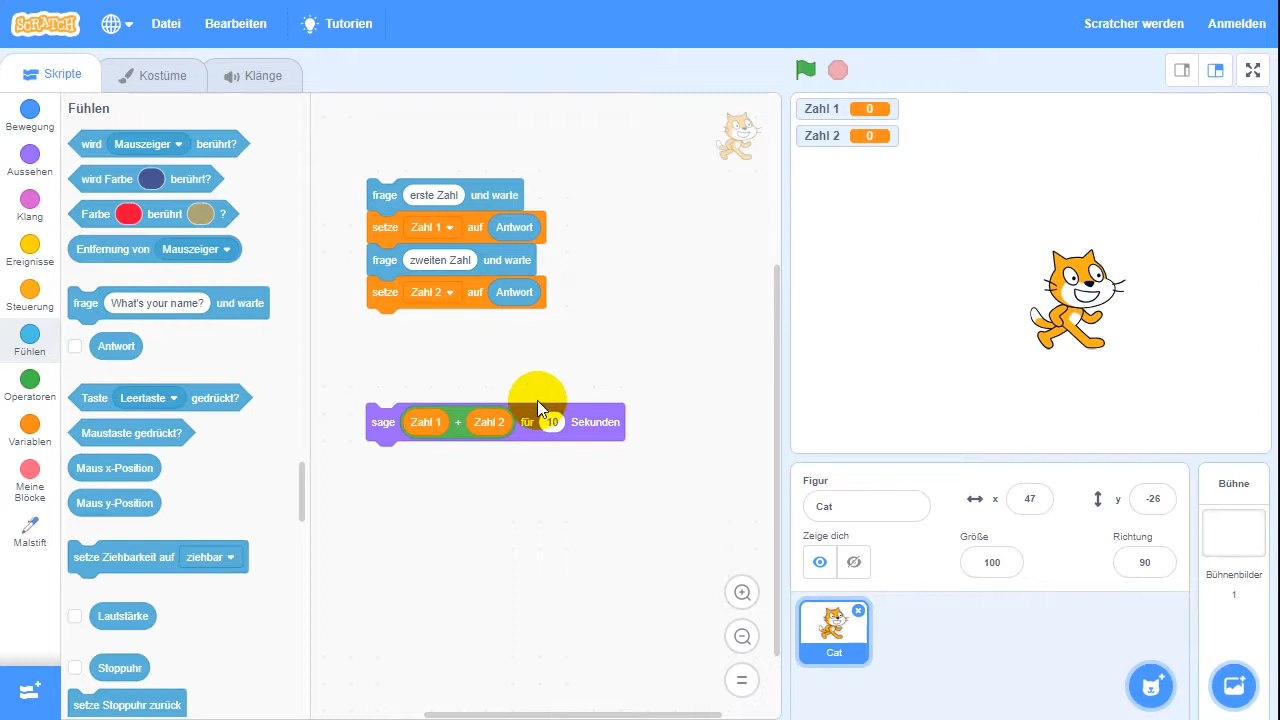 SCRATCH Datei Bearbeiten Tutorien Scratcher werden Anmelden
Skripte Kostüme Klänge
Bewegung
Aussehen
Klang
Ereignisse
Steuerung
Fühlen
Operatoren
Variablen
Meine
Blöcke
Malstift
Fühlen
wird Mauszeiger berührt?
wird Farbe berührt?
Farbe berührt ?
Entfernung von Mauszeiger
frage What's your name? und warte
Antwort
Taste Leertaste gedrückt?
Maustaste gedrückt?
Maus x-Position
Maus y-Position
setze Ziehbarkeit auf ziehbar
Lautstärke
Stoppuhr
setze Stoppuhr zurück
frage erste Zahl und warte
setze Zahl 1 auf Antwort
frage zweiten Zahl und warte
setze Zahl 2 auf Antwort
sage Zahl 1 + Zahl 2 für 10 Sekunden
Zahl 1 0
Zahl 2 0
Figur
Cat
x 47 y -26
Zeige dich
Größe
100
Richtung
90
Cat
Bühne
Bühnenbilder
1